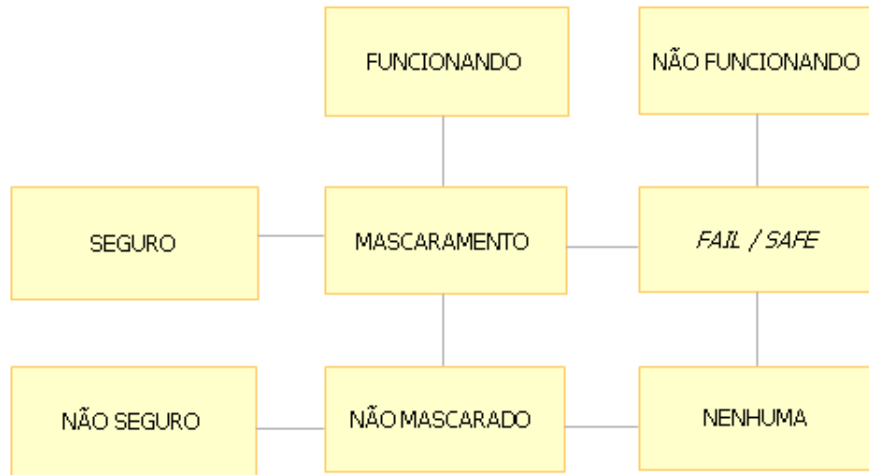 FUNCIONANDO
NÃO FUNCIONANDO
SEGURO
MASCARAMENTO
FAIL / SAFE
NÃO SEGURO
NÃO MASCARADO
NENHUMA